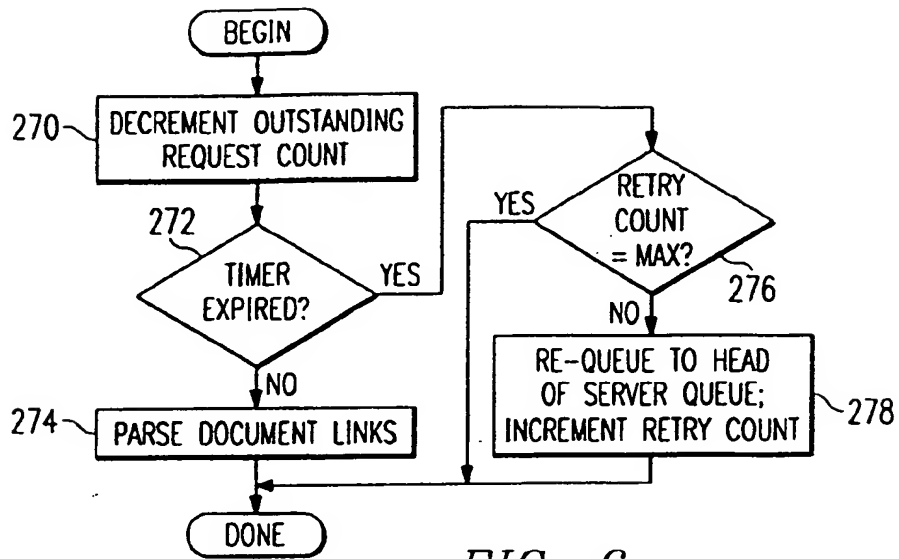 BEGIN
270
DECREMENT OUTSTANDING
REQUEST COUNT
272
TIMER
EXPIRED?
YES
NO
274
PARSE DOCUMENT LINKS
DONE
RETRY
COUNT
= MAX?
YES
276
NO
RE-QUEUE TO HEAD
OF SERVER QUEUE;
INCREMENT RETRY COUNT
278